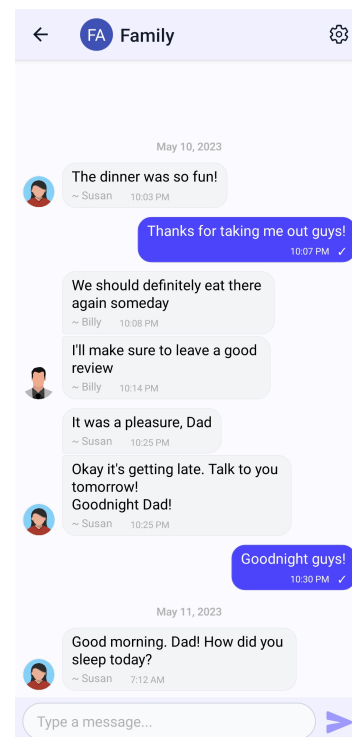 FA Family
May 10, 2023
The dinner was so fun!
~ Susan 10:03 PM
Thanks for taking me out guys!
10:07 PM ✓
We should definitely eat there
again someday
~ Billy 10:08 PM
I'll make sure to leave a good
review
~ Billy 10:14 PM
It was a pleasure, Dad
~ Susan 10:25 PM
Okay it's getting late. Talk to you
tomorrow!
Goodnight Dad!
~ Susan 10:25 PM
Goodnight guys!
10:30 PM ✓
May 11, 2023
Good morning. Dad! How did you
sleep today?
~ Susan 7:12 AM
Type a message...